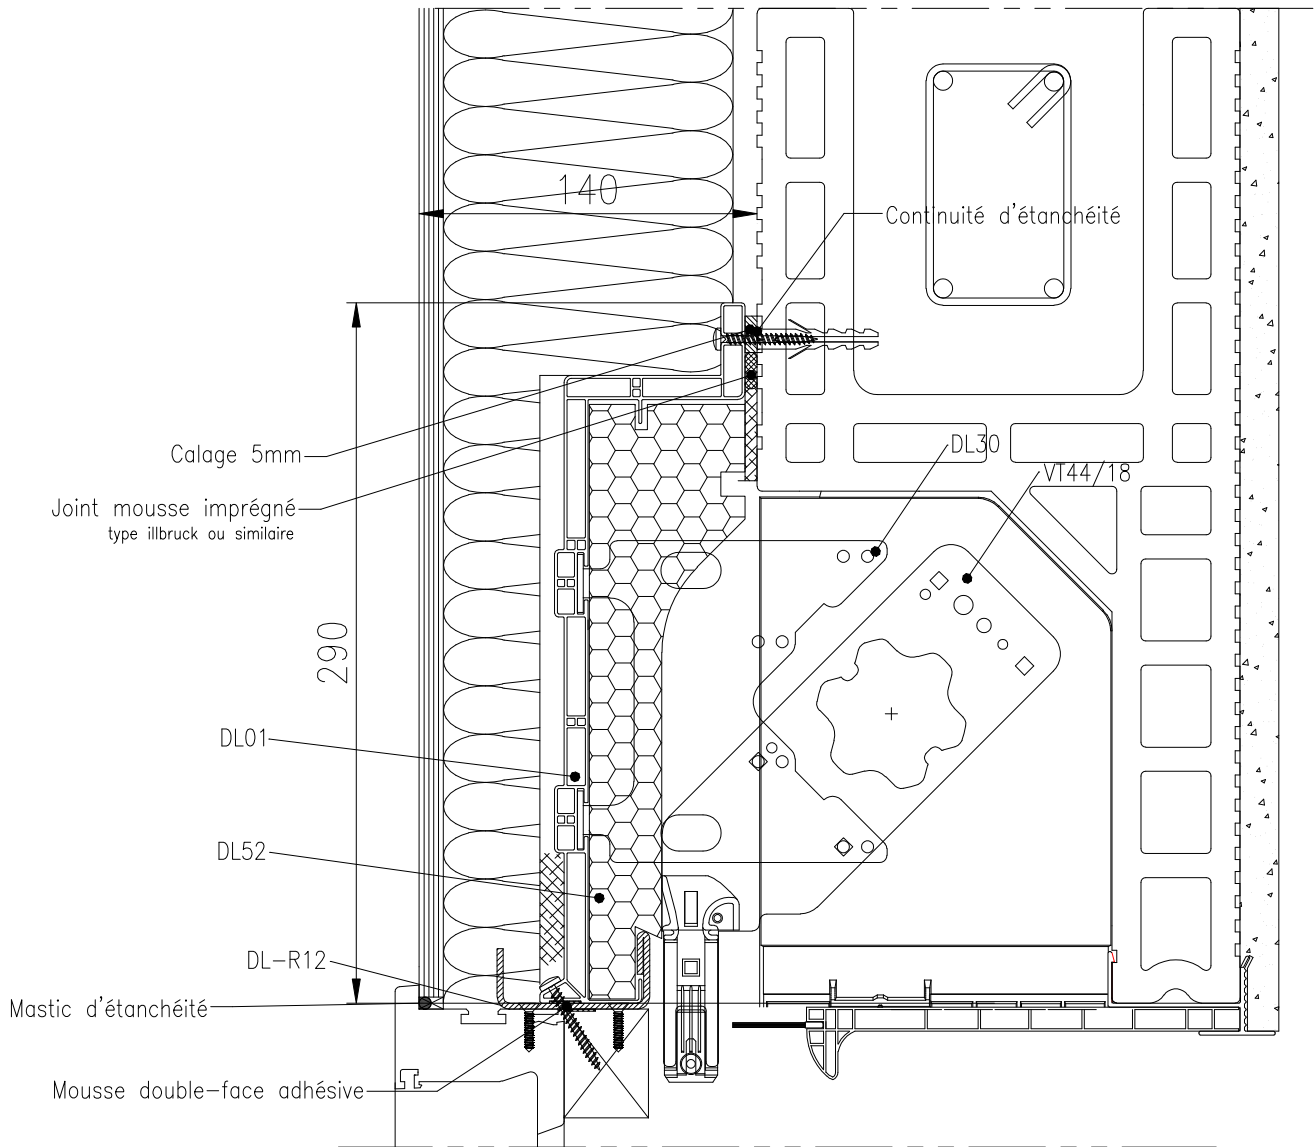 140
Continuité d'étanchéité
290
Calage 5mm
DL30
VT44/18
Joint mousse imprégné
type illbruck ou similaire
DL01
DL52
DL-R12
Mastic d'étanchéité
Mousse double-face adhésive